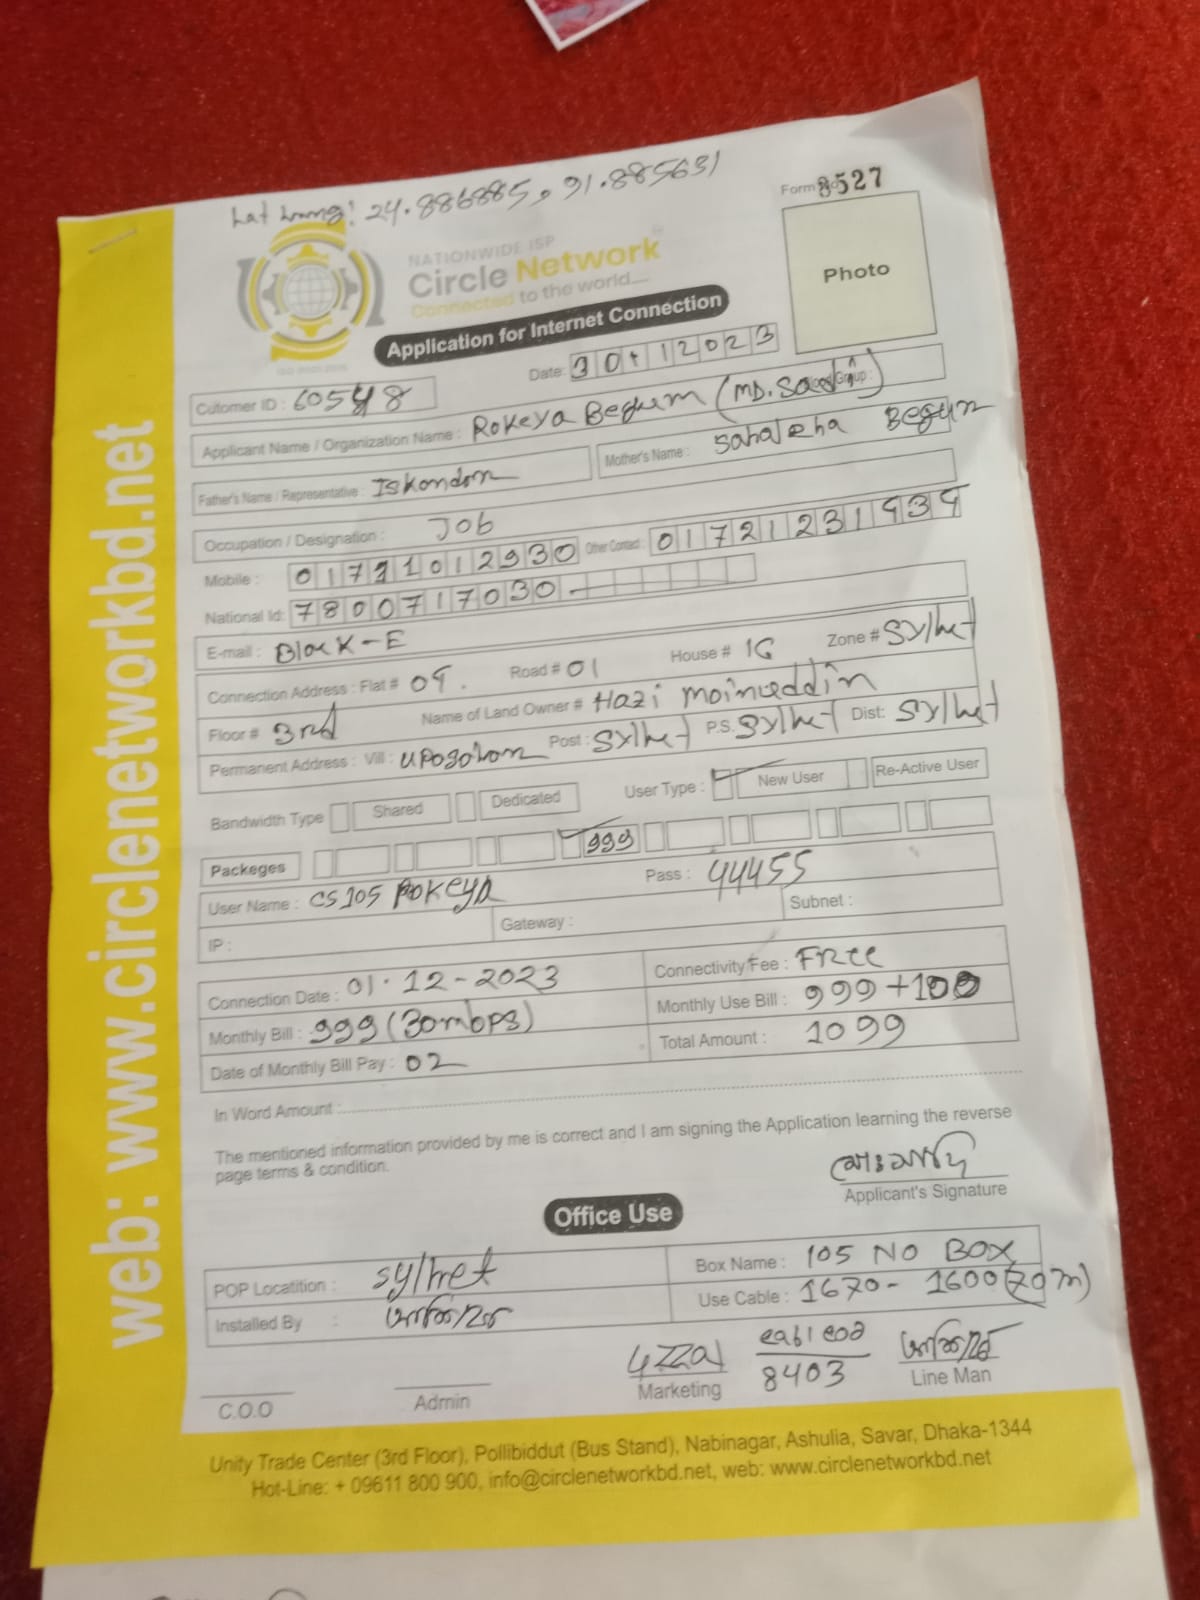 Lat Long: 24.886885, 91.885631
Form No 8527
NATIONWIDE ISP
Circle Network
Connected to the world....
Photo
Application for Internet Connection
Date: 30 12023
Cutomer ID : 60548
Applicant Name / Organization Name : Rokeya Begum (MD. Sadi) Group :
Father's Name / Representative : Iskondor
Mother's Name : Begum
Occupation / Designation : Job
Mobile : 01711012930 Other Contact : 01721231934
National Id: 7800717030
E-mail : Block-E
Connection Address : Flat # 04. Road # 01 House # 16 Zone # Sylhet
Floor # 3rd Name of Land Owner # Hazi Moinuddin
Permanent Address : Vill : Uposohor Post : Sylhet P.S. Sylhet Dist: Sylhet
Bandwidth Type Shared Dedicated User Type : New User Re-Active User
Packeges 999
User Name : CS105 Rokeya Pass : 44455
IP : Gateway : Subnet :
Connection Date : 01.12-2023 Connectivity Fee : Free
Monthly Bill : 999 (30mbps) Monthly Use Bill : 999+100
Date of Monthly Bill Pay : 02 Total Amount : 1099
In Word Amount :
The mentioned information provided by me is correct and I am signing the Application learning the reverse
page terms & condition.
Applicant's Signature
Office Use
POP Locatition : Sylhet Box Name : 105 NO BOX
Installed By : Use Cable : 1670- 1600 (70m)
8403
C.O.O Admin Marketing Line Man
Unity Trade Center (3rd Floor), Pollibiddut (Bus Stand), Nabinagar, Ashulia, Savar, Dhaka-1344
Hot-Line: + 09611 800 900, info@circlenetworkbd.net, web: www.circlenetworkbd.net
web: www.circlenetworkbd.net